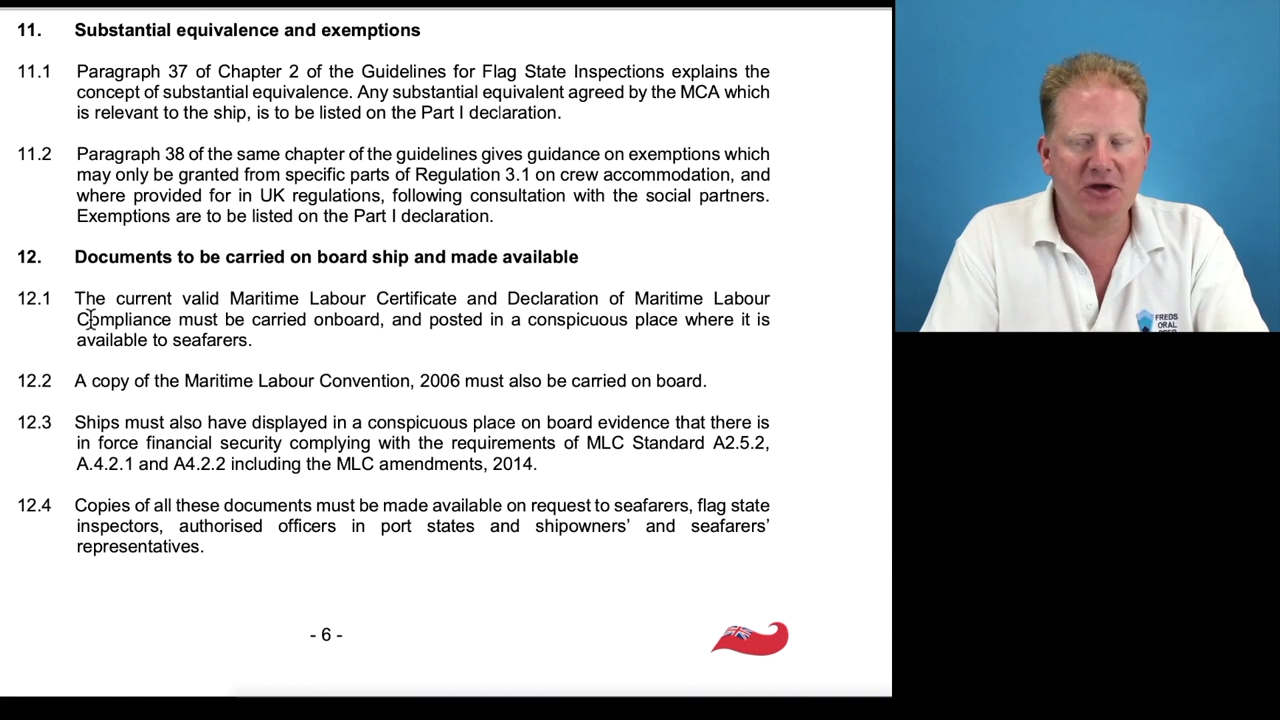 11. Substantial equivalence and exemptions
11.1 Paragraph 37 of Chapter 2 of the Guidelines for Flag State Inspections explains the
concept of substantial equivalence. Any substantial equivalent agreed by the MCA which
is relevant to the ship, is to be listed on the Part I declaration.
11.2 Paragraph 38 of the same chapter of the guidelines gives guidance on exemptions which
may only be granted from specific parts of Regulation 3.1 on crew accommodation, and
where provided for in UK regulations, following consultation with the social partners.
Exemptions are to be listed on the Part I declaration.
12. Documents to be carried on board ship and made available
12.1 The current valid Maritime Labour Certificate and Declaration of Maritime Labour
Compliance must be carried onboard, and posted in a conspicuous place where it is
available to seafarers.
12.2 A copy of the Maritime Labour Convention, 2006 must also be carried on board.
12.3 Ships must also have displayed in a conspicuous place on board evidence that there is
in force financial security complying with the requirements of MLC Standard A2.5.2,
A.4.2.1 and A4.2.2 including the MLC amendments, 2014.
12.4 Copies of all these documents must be made available on request to seafarers, flag state
inspectors, authorised officers in port states and shipowners' and seafarers'
representatives.
- 6 -
FREDS
ORAL